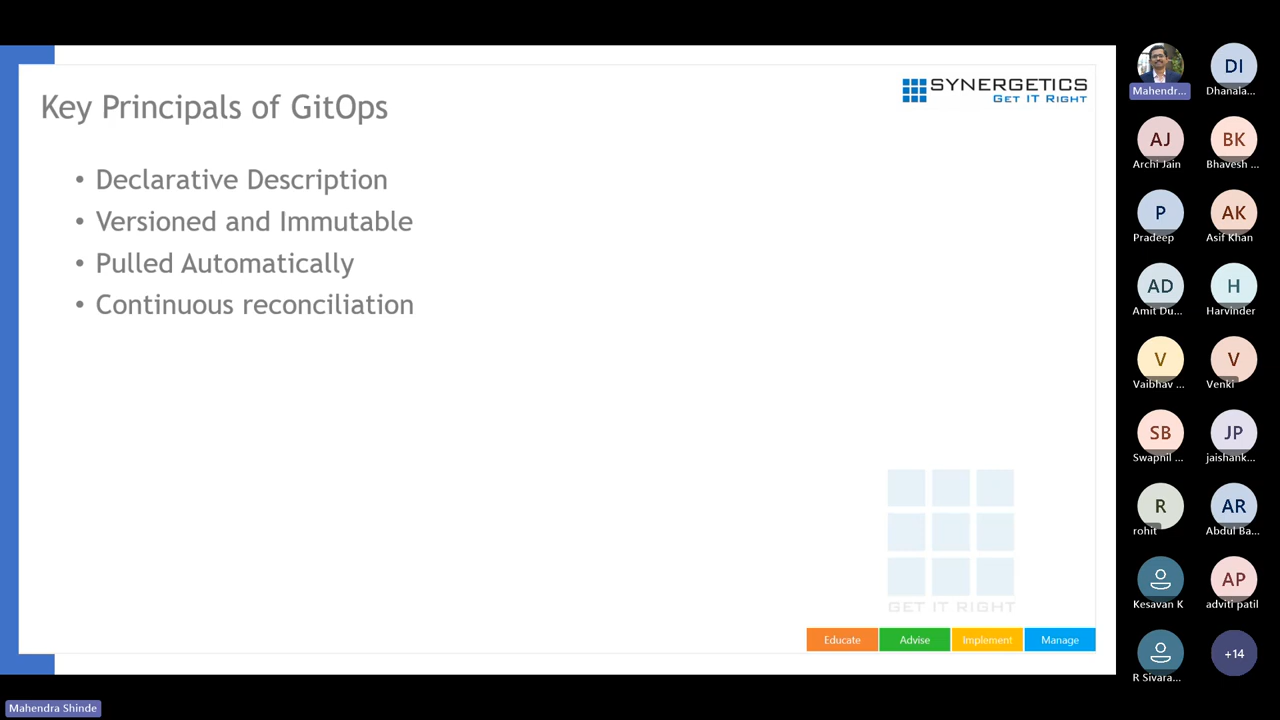 Key Principals of GitOps
SYNERGETICS
GET IT RIGHT
• Declarative Description
• Versioned and Immutable
• Pulled Automatically
• Continuous reconciliation
GET IT RIGHT
Educate
Advise
Implement
Manage
Mahendra Shinde
Mahendr...
DI
Dhanala...
AJ
Archi Jain
BK
Bhavesh ...
P
Pradeep
AK
Asif Khan
AD
Amit Du...
H
Harvinder
V
Vaibhav ...
V
Venki
SB
Swapnil ...
JP
jaishank...
R
rohit
AR
Abdul Ba...
Kesavan K
AP
adviti patil
R Sivara...
+14